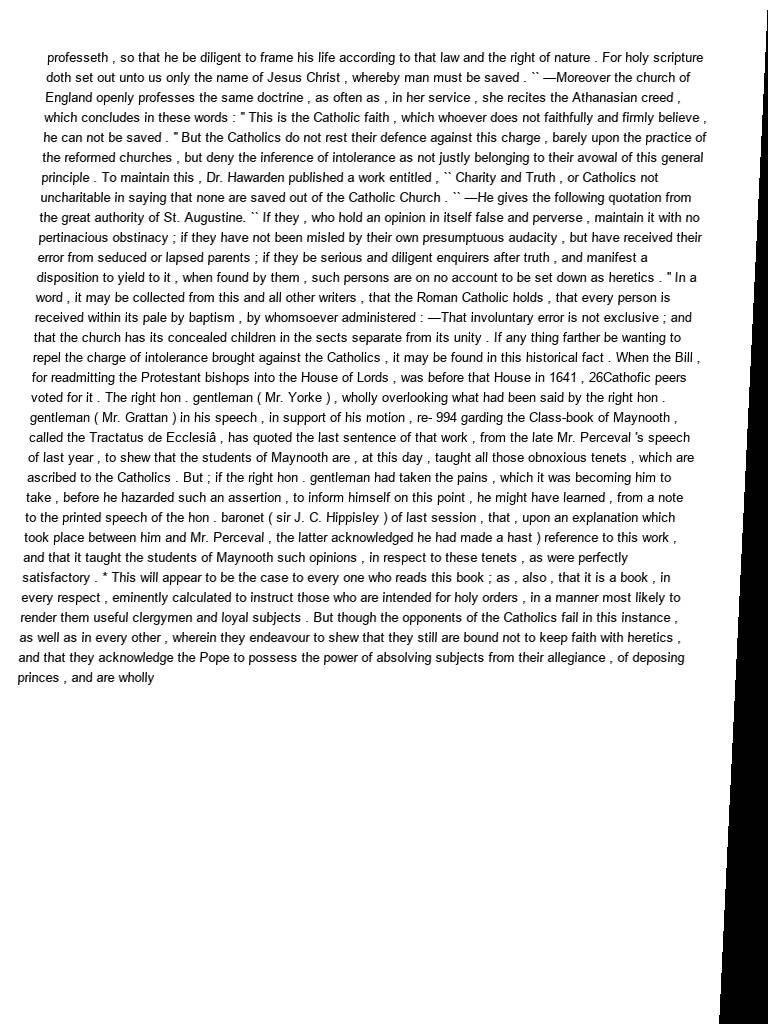 professeth , so that he be diligent to frame his life according to that law and the right of nature . For holy scripture
doth set out unto us only the name of Jesus Christ , whereby man must be saved . `` —Moreover the church of
England openly professes the same doctrine , as often as , in her service , she recites the Athanasian creed ,
which concludes in these words : " This is the Catholic faith , which whoever does not faithfully and firmly believe ,
he can not be saved . " But the Catholics do not rest their defence against this charge , barely upon the practice of
the reformed churches , but deny the inference of intolerance as not justly belonging to their avowal of this general
principle . To maintain this , Dr. Hawarden published a work entitled , `` Charity and Truth , or Catholics not
uncharitable in saying that none are saved out of the Catholic Church . `` —He gives the following quotation from
the great authority of St. Augustine. `` If they , who hold an opinion in itself false and perverse , maintain it with no
pertinacious obstinacy ; if they have not been misled by their own presumptuous audacity , but have received their
error from seduced or lapsed parents ; if they be serious and diligent enquirers after truth , and manifest a
disposition to yield to it , when found by them , such persons are on no account to be set down as heretics . " In a
word , it may be collected from this and all other writers , that the Roman Catholic holds , that every person is
received within its pale by baptism , by whomsoever administered : —That involuntary error is not exclusive ; and
that the church has its concealed children in the sects separate from its unity . If any thing farther be wanting to
repel the charge of intolerance brought against the Catholics , it may be found in this historical fact . When the Bill ,
for readmitting the Protestant bishops into the House of Lords , was before that House in 1641 , 26Cathofic peers
voted for it . The right hon . gentleman ( Mr. Yorke ) , wholly overlooking what had been said by the right hon .
gentleman ( Mr. Grattan ) in his speech , in support of his motion , re- 994 garding the Class-book of Maynooth ,
called the Tractatus de Ecclesiâ , has quoted the last sentence of that work , from the late Mr. Perceval 's speech
of last year , to shew that the students of Maynooth are , at this day , taught all those obnoxious tenets , which are
ascribed to the Catholics . But ; if the right hon . gentleman had taken the pains , which it was becoming him to
take , before he hazarded such an assertion , to inform himself on this point , he might have learned , from a note
to the printed speech of the hon . baronet ( sir J. C. Hippisley ) of last session , that , upon an explanation which
took place between him and Mr. Perceval , the latter acknowledged he had made a hast ) reference to this work ,
and that it taught the students of Maynooth such opinions , in respect to these tenets , as were perfectly
satisfactory . * This will appear to be the case to every one who reads this book ; as , also , that it is a book , in
every respect , eminently calculated to instruct those who are intended for holy orders , in a manner most likely to
render them useful clergymen and loyal subjects . But though the opponents of the Catholics fail in this instance ,
as well as in every other , wherein they endeavour to shew that they still are bound not to keep faith with heretics ,
and that they acknowledge the Pope to possess the power of absolving subjects from their allegiance , of deposing
princes , and are wholly